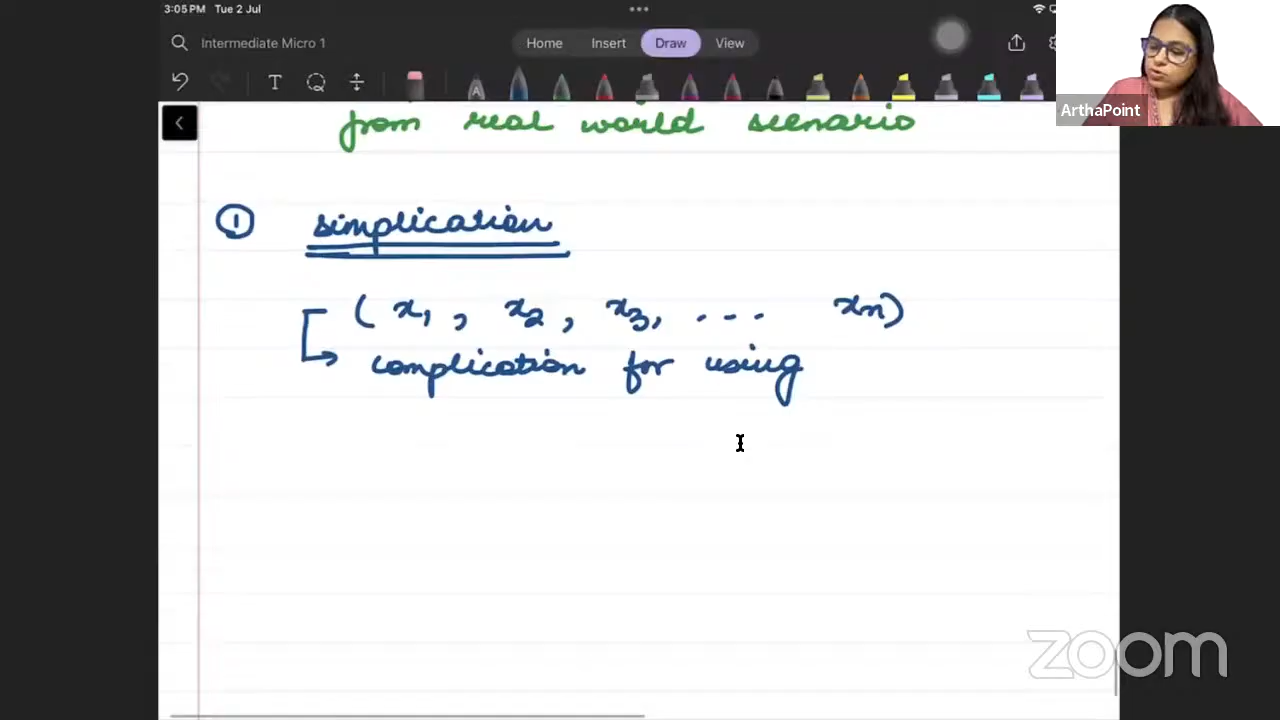 3:05 PM Tue 2 Jul
Intermediate Micro 1
Home Insert Draw View
T
A
ArthaPoint
from real world scenario
1 simplication
( x1, x2, x3, ... xn)
complication for using
zoom